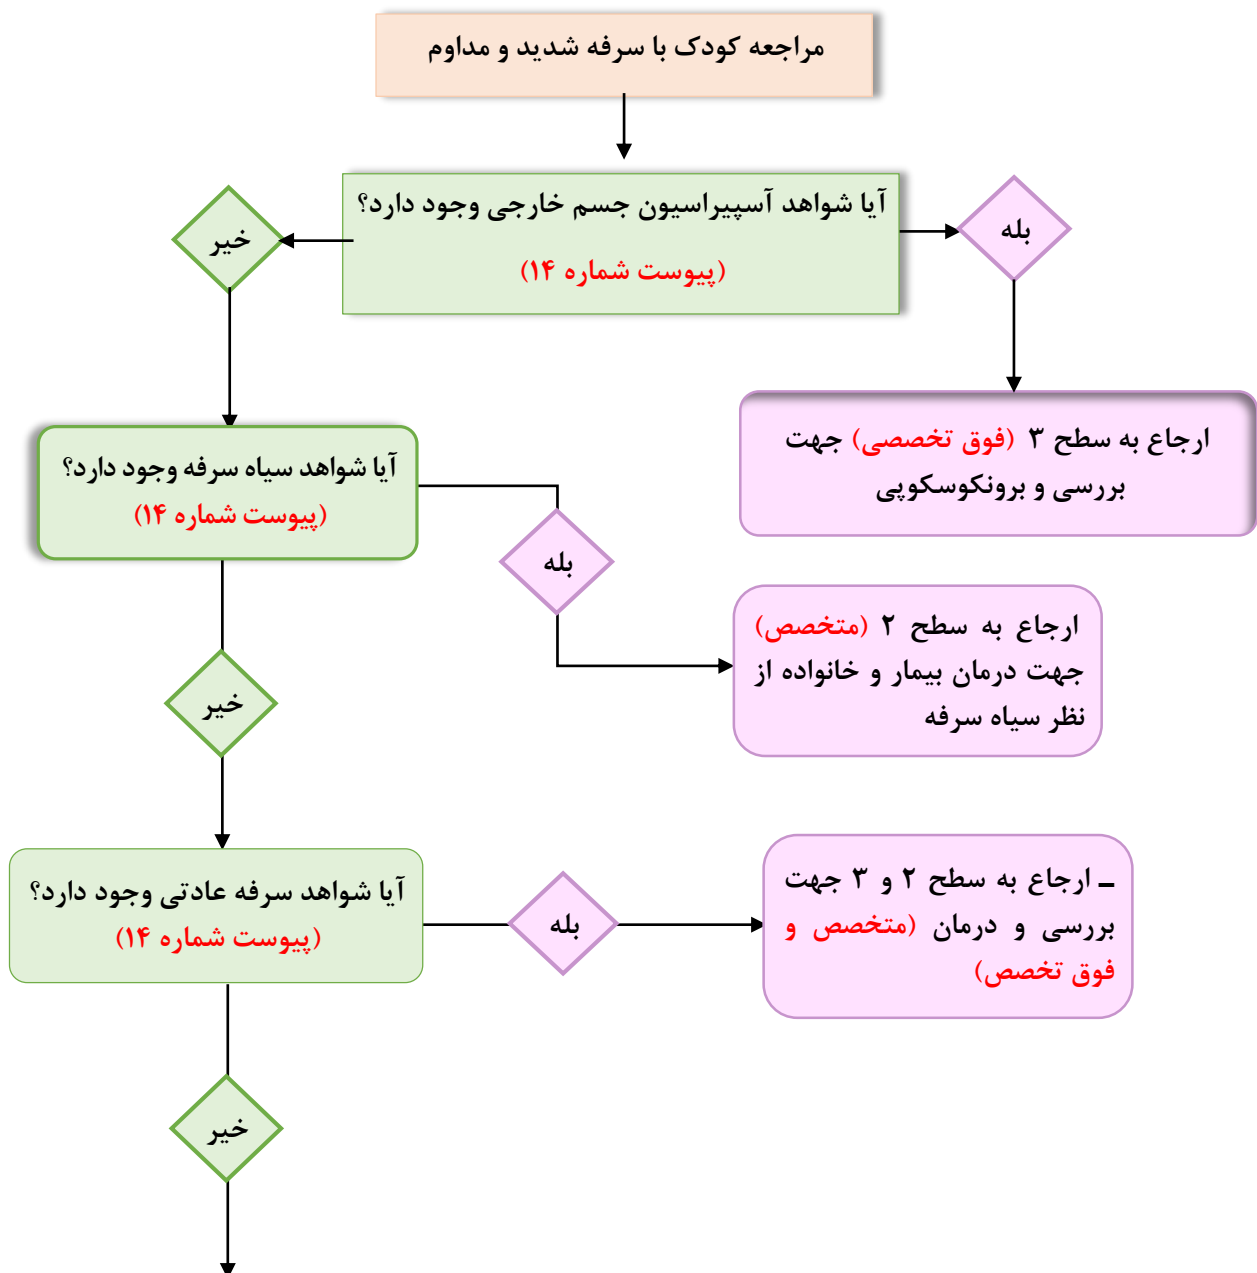 مراجعه کودک با سرفه شدید و مداوم
آیا شواهد آسپیراسیون جسم خارجی وجود دارد؟
(پیوست شماره ۱۴)
بله
خیر
ارجاع به سطح ۳ (فوق تخصصی) جهت
بررسی و برونکوسکوپی
آیا شواهد سیاه سرفه وجود دارد؟
(پیوست شماره ۱۴)
بله
ارجاع به سطح ۲ (متخصص)
جهت درمان بیمار و خانواده از
نظر سیاه سرفه
خیر
آیا شواهد سرفه عادتی وجود دارد؟
(پیوست شماره ۱۴)
بله
ـ ارجاع به سطح ۲ و ۳ جهت
بررسی و درمان (متخصص و
فوق تخصص)
خیر